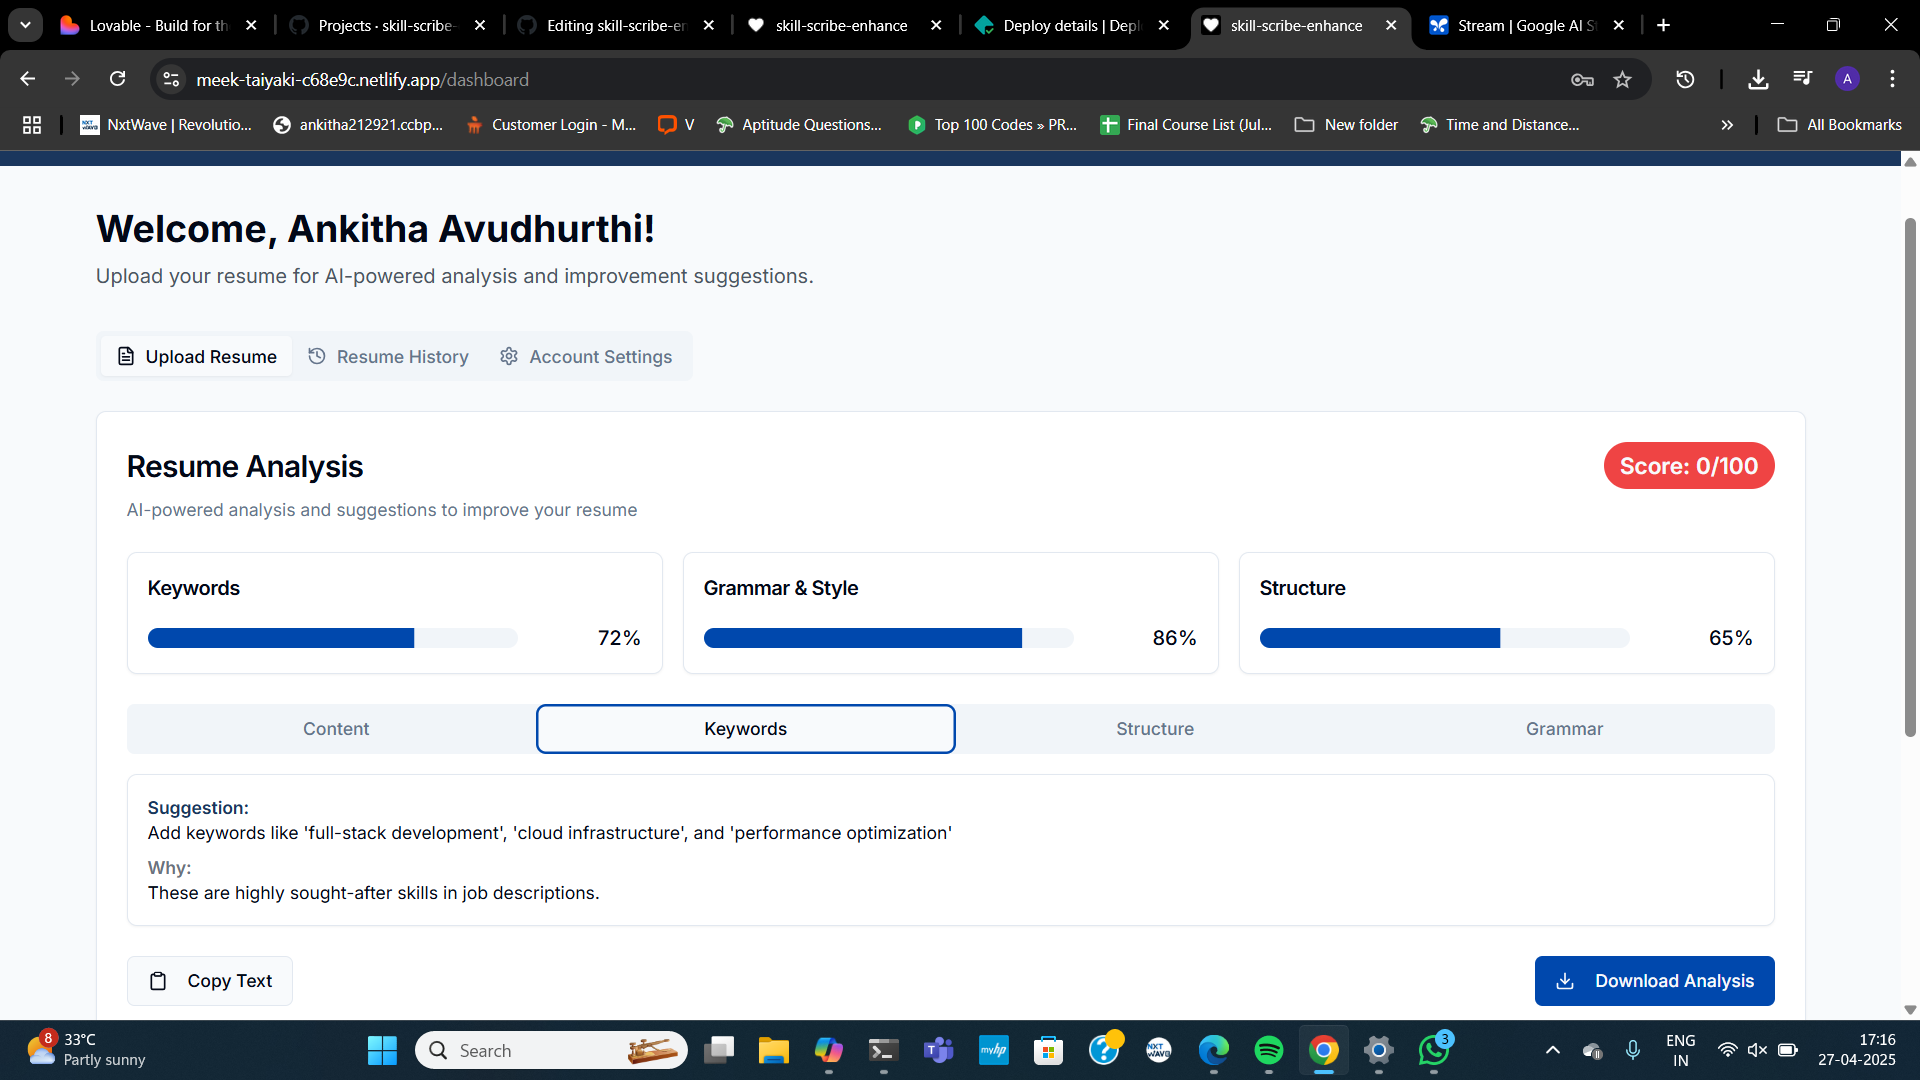 Lovable - Build for th
Projects · skill-scribe-
Editing skill-scribe-en
skill-scribe-enhance
Deploy details | Depl
skill-scribe-enhance
Stream | Google AI S
meek-taiyaki-c68e9c.netlify.app/dashboard
A
NXT WAVE
NxtWave | Revolutio...
ankitha212921.ccbp...
Customer Login - M...
V
Aptitude Questions...
Top 100 Codes » PR...
Final Course List (Jul...
New folder
Time and Distance...
All Bookmarks
Welcome, Ankitha Avudhurthi!
Upload your resume for AI-powered analysis and improvement suggestions.
Upload Resume
Resume History
Account Settings
Resume Analysis
Score: 0/100
AI-powered analysis and suggestions to improve your resume
Keywords
72%
Grammar & Style
86%
Structure
65%
Content
Keywords
Structure
Grammar
Suggestion:
Add keywords like 'full-stack development', 'cloud infrastructure', and 'performance optimization'
Why:
These are highly sought-after skills in job descriptions.
Copy Text
Download Analysis
8
33°C
Partly sunny
Search
myhp
NXT WAVE
3
ENG
IN
17:16
27-04-2025